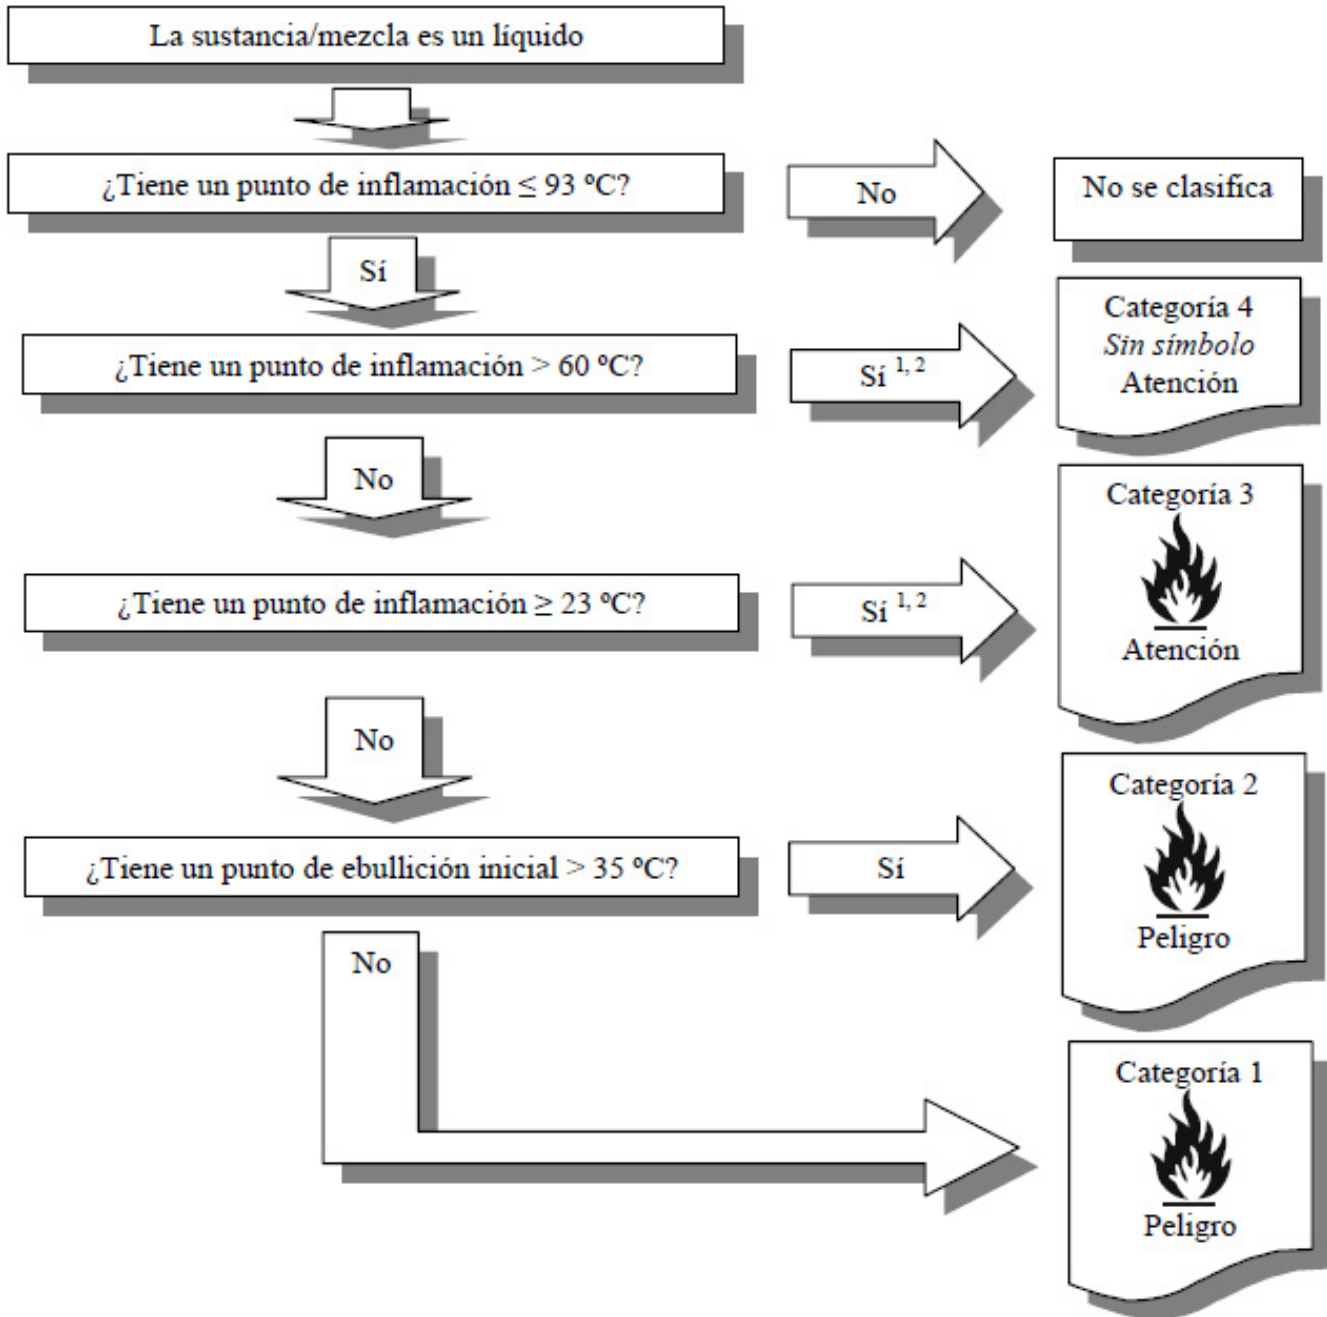 La sustancia/mezcla es un líquido
¿Tiene un punto de inflamación ≤ 93 ºC?
No
No se clasifica
Sí
¿Tiene un punto de inflamación > 60 ºC?
Sí 1, 2
Categoría 4
Sin símbolo
Atención
No
¿Tiene un punto de inflamación ≥ 23 ºC?
Sí 1, 2
Categoría 3
Atención
No
¿Tiene un punto de ebullición inicial > 35 ºC?
Sí
Categoría 2
Peligro
No
Categoría 1
Peligro